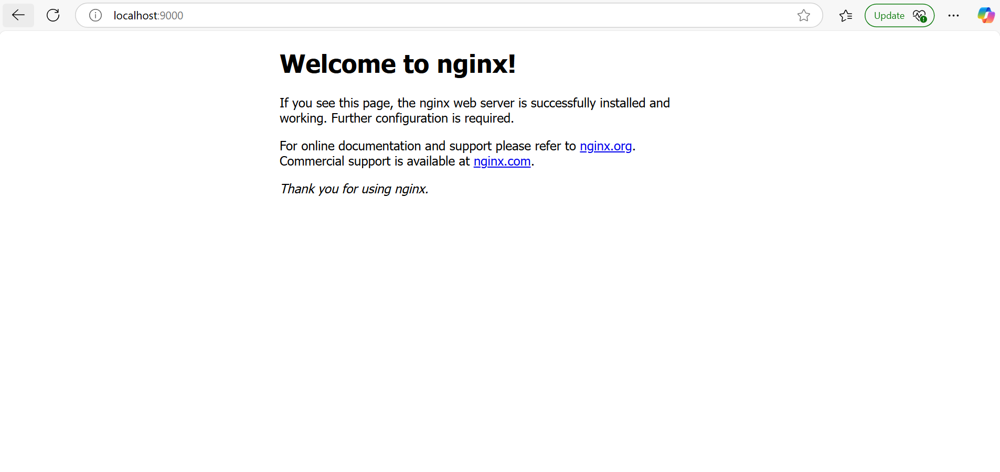 localhost:9000
Update
Welcome to nginx!
If you see this page, the nginx web server is successfully installed and
working. Further configuration is required.
For online documentation and support please refer to nginx.org.
Commercial support is available at nginx.com.
Thank you for using nginx.